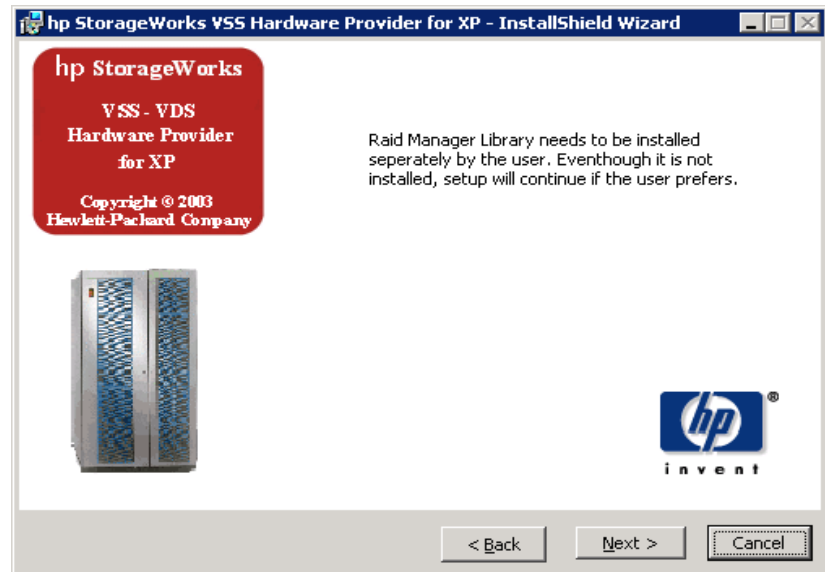 hp StorageWorks VSS Hardware Provider for XP - InstallShield Wizard
hp StorageWorks
VSS - VDS
Hardware Provider
for XP
Copyright © 2003
Hewlett-Packard Company
Raid Manager Library needs to be installed
seperately by the user. Eventhough it is not
installed, setup will continue if the user prefers.
hp ®
invent
< Back
Next >
Cancel